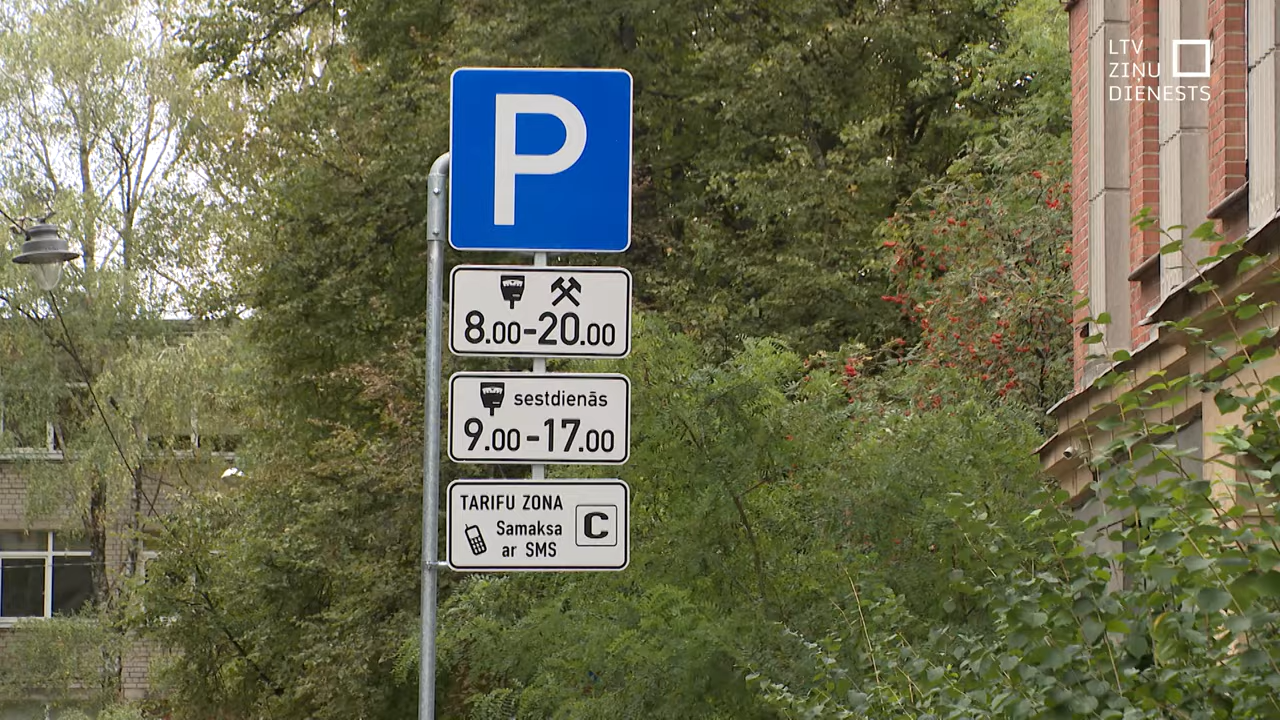 LTV
ZIŅU
DIENESTS
P
8.00-20.00
sestdienās
9.00-17.00
TARIFU ZONA
Samaksa
ar SMS
C